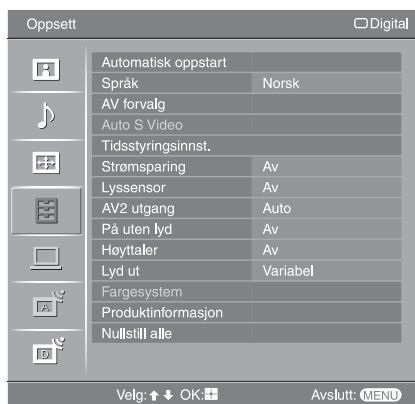 Oppsett Digital
Automatisk oppstart
Språk Norsk
AV forvalg
Auto S Video
Tidsstyringsinnst.
Strømsparing Av
Lyssensor Av
AV2 utgang Auto
På uten lyd Av
Høyttaler Av
Lyd ut Variabel
Fargesystem
Produktinformasjon
Nullstill alle
A
D
Velg: OK: Avslutt: MENU